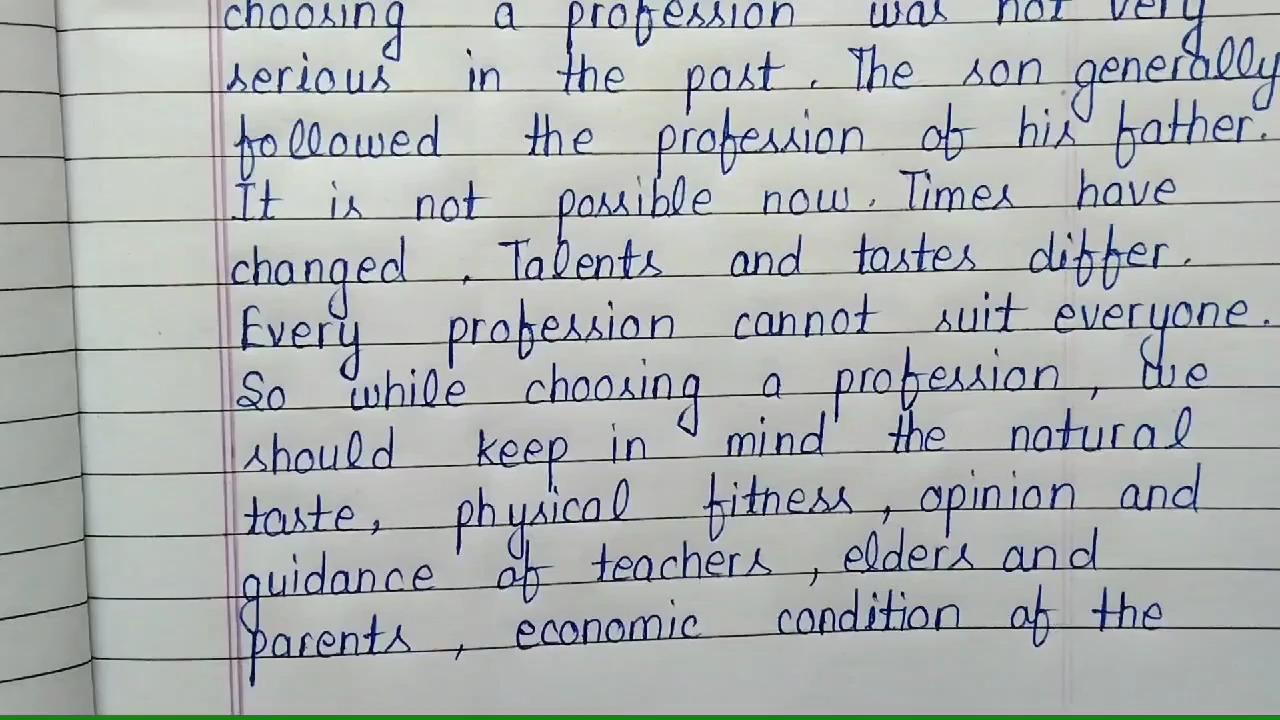 choosing a profession was not very
serious in the past. The son generally
followed the profession of his father.
It is not possible now. Times have
changed. Talents and tastes differ.
Every profession cannot suit everyone.
So while choosing a profession, we
should keep in mind the natural
taste, physical fitness, opinion and
guidance of teachers, elders and
parents, economic condition of the